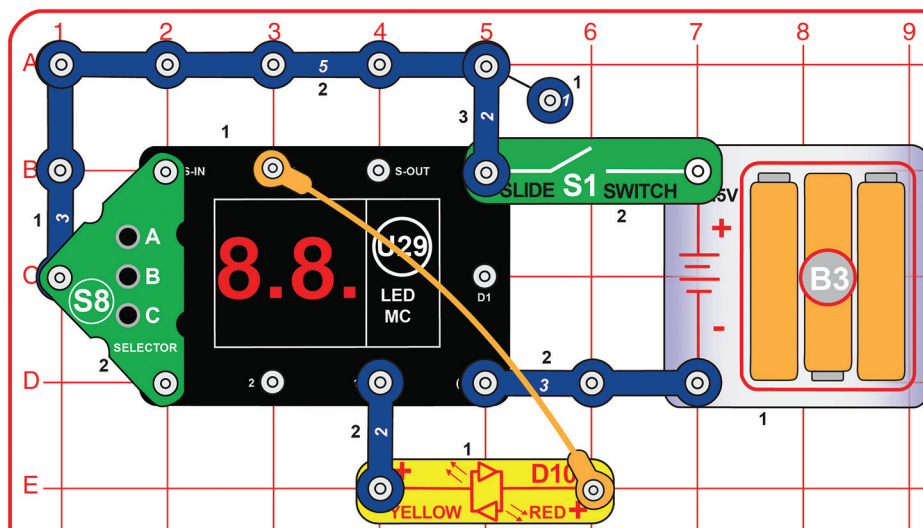 1 2 3 4 5 6 7 8 9
A
5
2
1
1
3 2
1
B
S-IN
S-OUT
SLIDE S1 SWITCH
2
5V
+
1 3
A
B
C
S8
SELECTOR
2
8.8.
U29
LED
MC
D1
C
B3
-
D
2
2
3
1
2 2
1
E
+
D10
YELLOW
RED
+